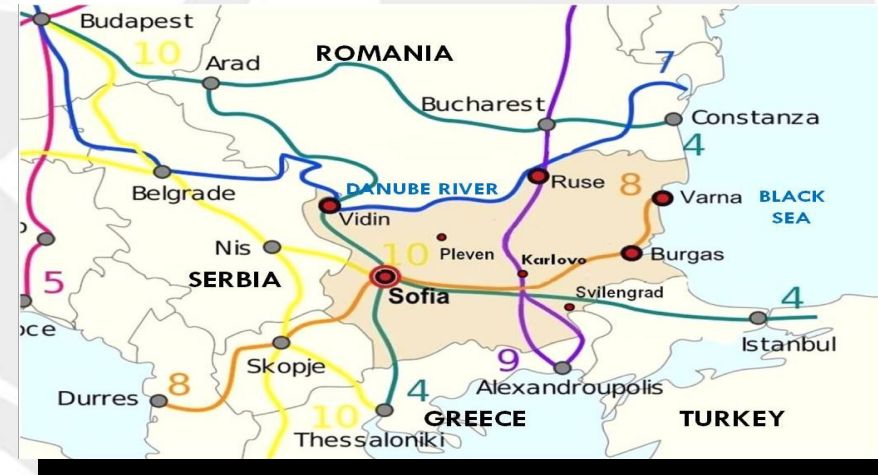 Budapest
10
ROMANIA
Arad
7
Bucharest
Constanza
4
Belgrade
DANUBE RIVER
Ruse
8
Varna
BLACK
SEA
Vidin
Nis
10
Pleven
Karlovo
Burgas
5
SERBIA
Sofia
Svilengrad
4
Istanbul
Skopje
9
Alexandroupolis
8
Durres
4
10
GREECE
TURKEY
Thessaloniki